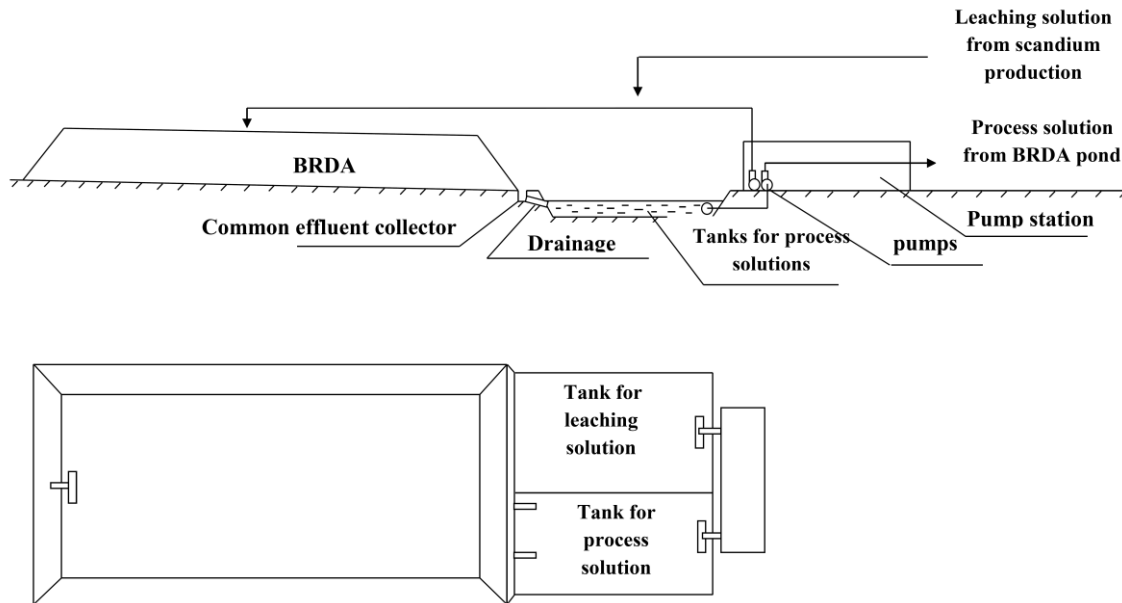 Leaching solution
from scandium
production
Process solution
from BRDA pond
BRDA
Common effluent collector
Drainage
Tanks for process
solutions
pumps
Pump station
Tank for
leaching
solution
Tank for
process
solution